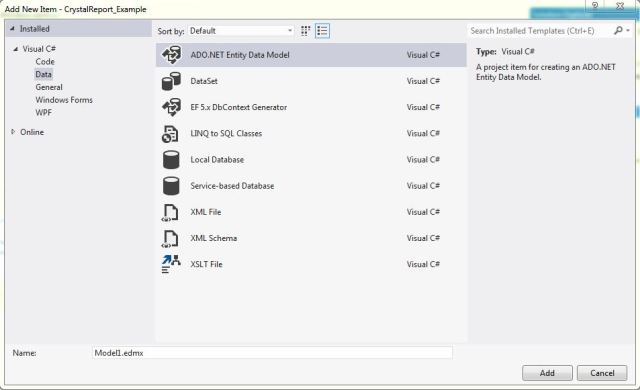 Add New Item - CrystalReport_Example
Installed
Sort by: Default
Search Installed Templates (Ctrl+E)
Visual C#
Code
Data
General
Windows Forms
WPF
Online
ADO.NET Entity Data Model Visual C#
DataSet Visual C#
EF 5.x DbContext Generator Visual C#
LINQ to SQL Classes Visual C#
Local Database Visual C#
Service-based Database Visual C#
XML File Visual C#
XML Schema Visual C#
XSLT File Visual C#
Type: Visual C#
A project item for creating an ADO.NET
Entity Data Model.
Name: Model1.edmx
Add Cancel